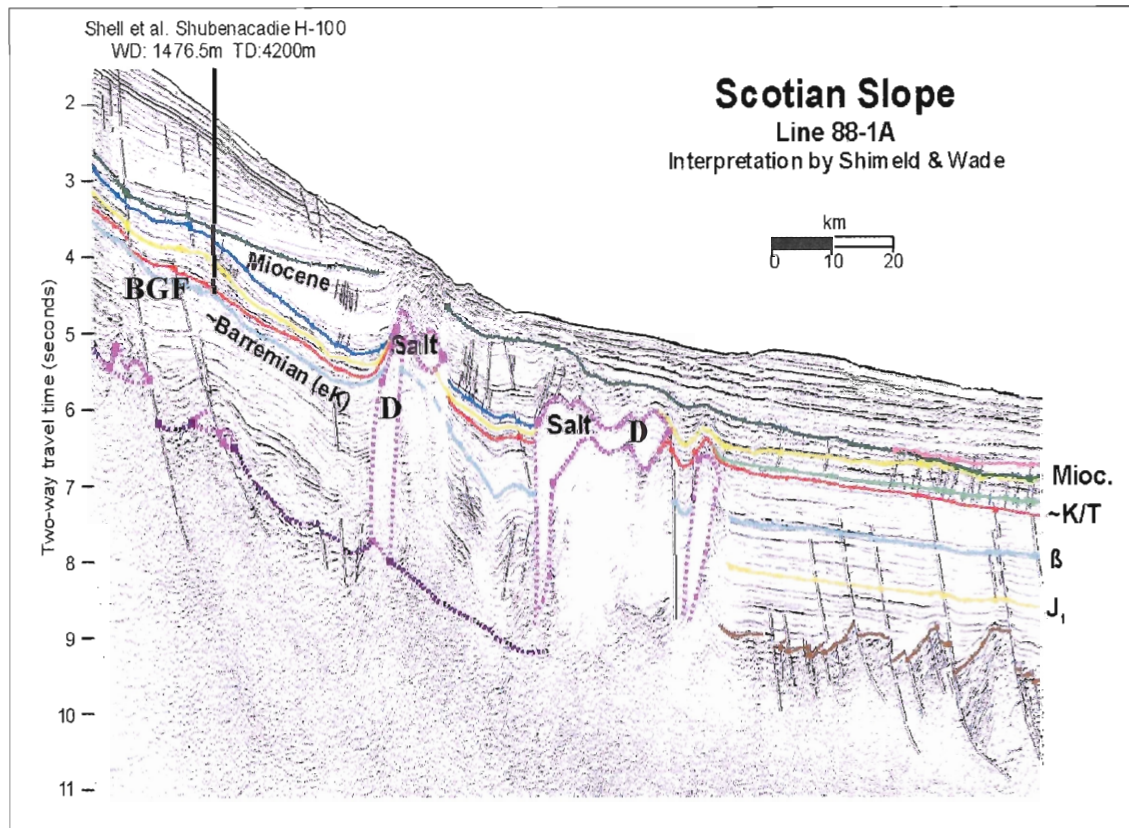 Shell et al. Shubenacadie H-100
WD: 1476.5m TD:4200m
Scotian Slope
Line 88-1A
Interpretation by Shimeld & Wade
km
0 10 20
Two-way travel time (seconds)
2
3
4
5
6
7
8
9
10
11
BGF
Miocene
~Barremian (eK)
Salt
D
Salt
D
Mioc.
~K/T
ß
J₁